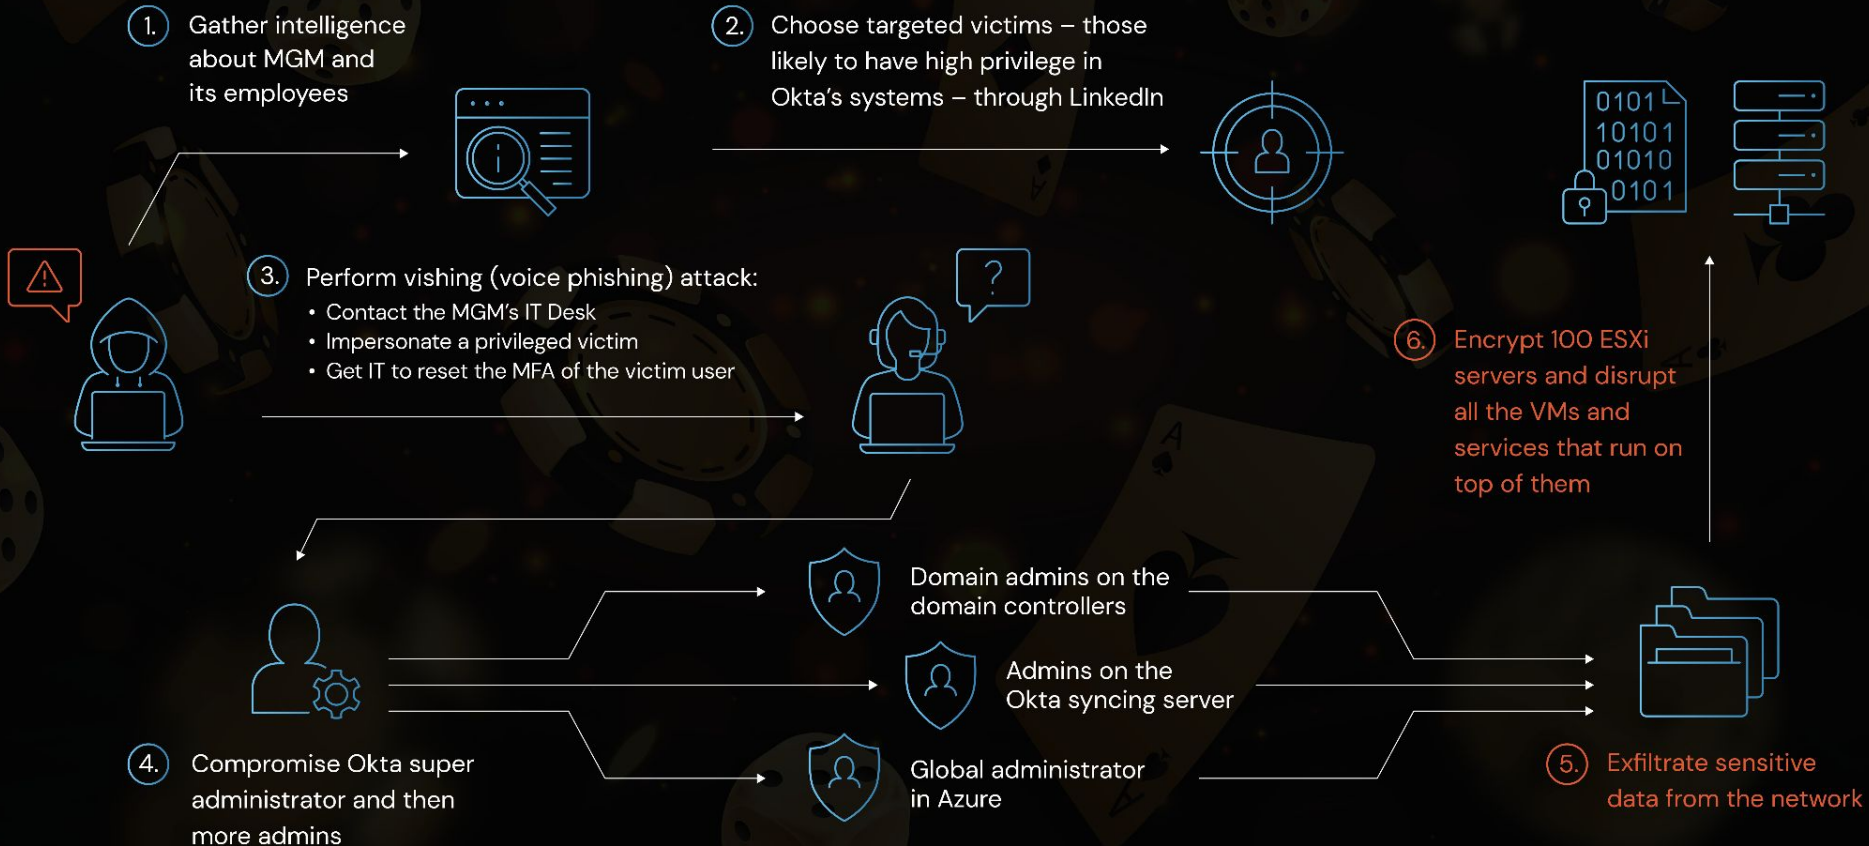 1.
Gather intelligence
about MGM and
its employees
2.
Choose targeted victims – those
likely to have high privilege in
Okta's systems – through LinkedIn
0101
10101
01010
0101
3.
Perform vishing (voice phishing) attack:
• Contact the MGM's IT Desk
• Impersonate a privileged victim
• Get IT to reset the MFA of the victim user
?
6.
Encrypt 100 ESXi
servers and disrupt
all the VMs and
services that run on
top of them
4.
Compromise Okta super
administrator and then
more admins
Domain admins on the
domain controllers
Admins on the
Okta syncing server
Global administrator
in Azure
5.
Exfiltrate sensitive
data from the network
A
A
A